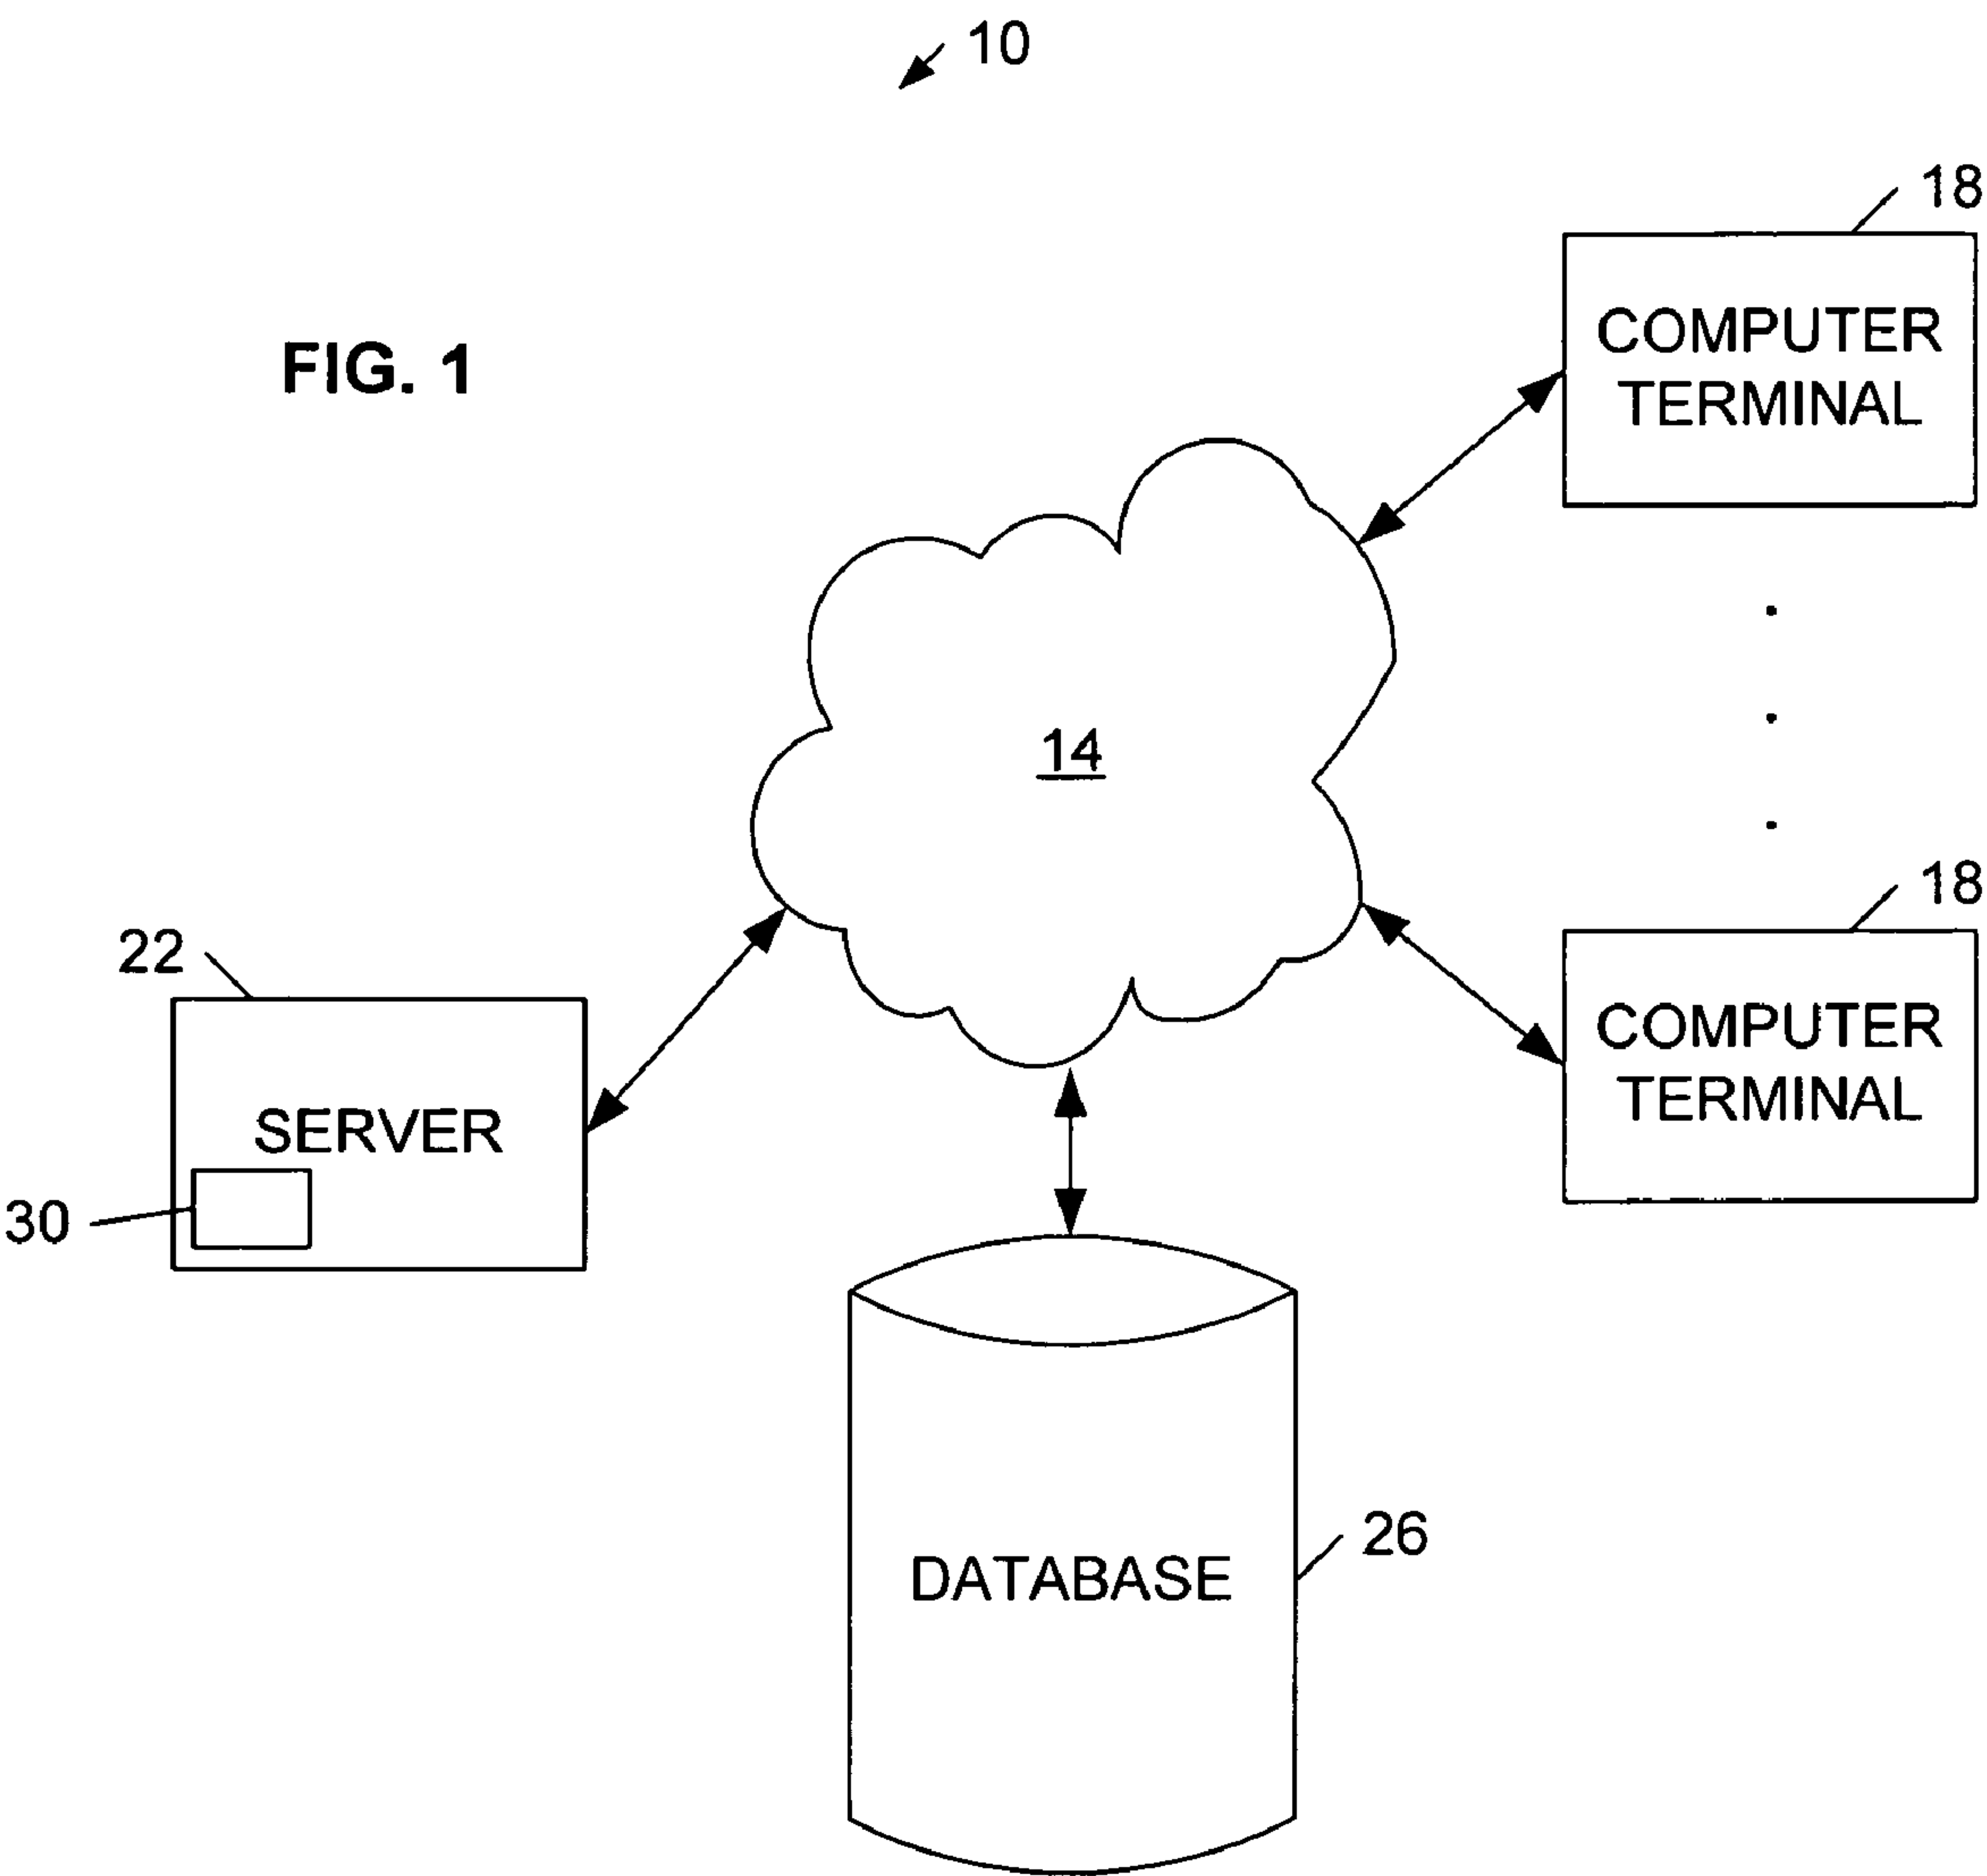 10
18
COMPUTER
TERMINAL
FIG. 1
14
18
22
COMPUTER
TERMINAL
SERVER
30
26
DATABASE